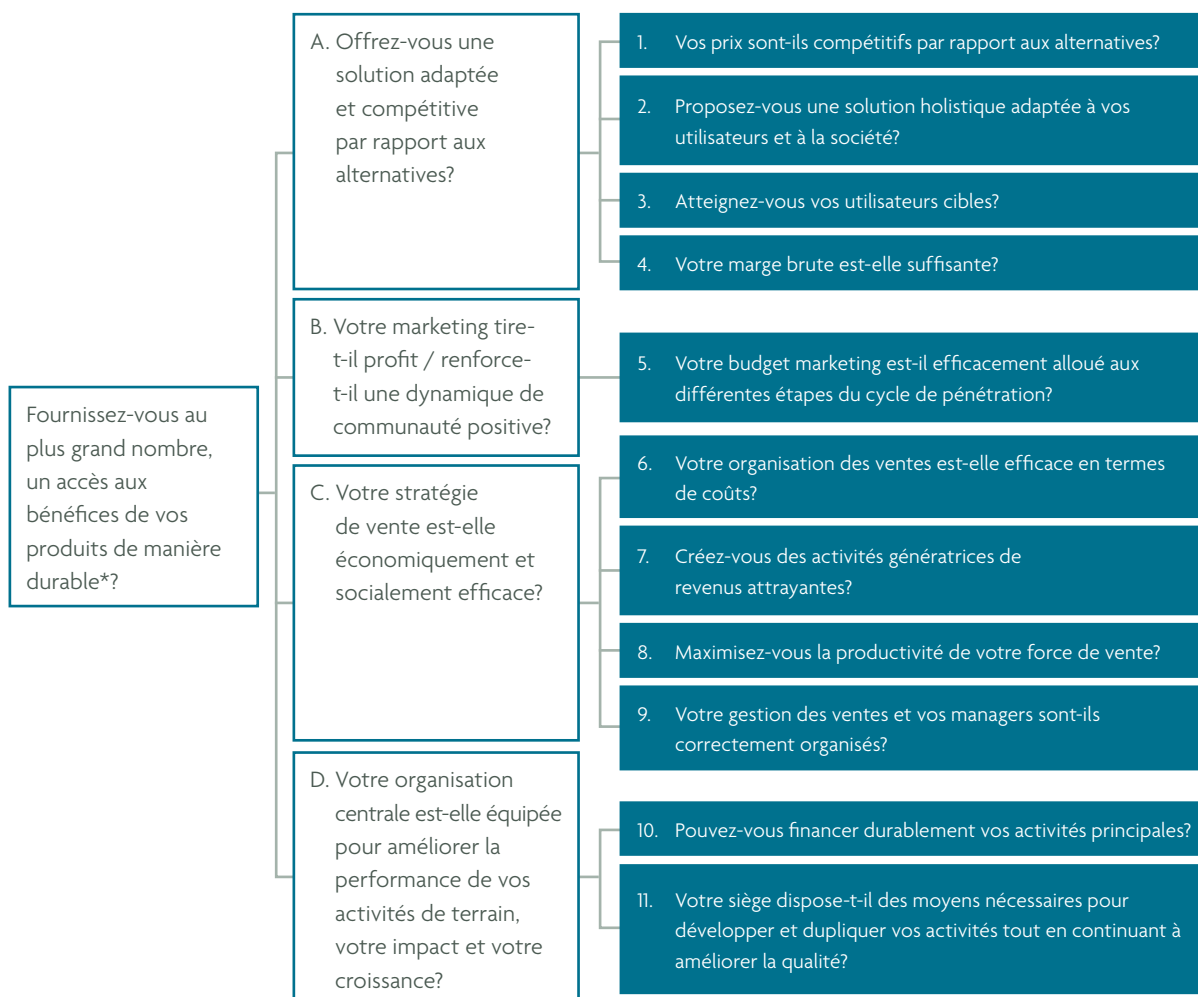 Fournissez-vous au
plus grand nombre,
un accès aux
bénéfices de vos
produits de manière
durable*?
A. Offrez-vous une
solution adaptée
et compétitive
par rapport aux
alternatives?
1. Vos prix sont-ils compétitifs par rapport aux alternatives?
2. Proposez-vous une solution holistique adaptée à vos
utilisateurs et à la société?
3. Atteignez-vous vos utilisateurs cibles?
4. Votre marge brute est-elle suffisante?
B. Votre marketing tire-
t-il profit / renforce-
t-il une dynamique de
communauté positive?
5. Votre budget marketing est-il efficacement alloué aux
différentes étapes du cycle de pénétration?
C. Votre stratégie
de vente est-elle
économiquement et
socialement efficace?
6. Votre organisation des ventes est-elle efficace en termes
de coûts?
7. Créez-vous des activités génératrices de
revenus attrayantes?
8. Maximisez-vous la productivité de votre force de vente?
9. Votre gestion des ventes et vos managers sont-ils
correctement organisés?
D. Votre organisation
centrale est-elle équipée
pour améliorer la
performance de vos
activités de terrain,
votre impact et votre
croissance?
10. Pouvez-vous financer durablement vos activités principales?
11. Votre siège dispose-t-il des moyens nécessaires pour
développer et dupliquer vos activités tout en continuant à
améliorer la qualité?